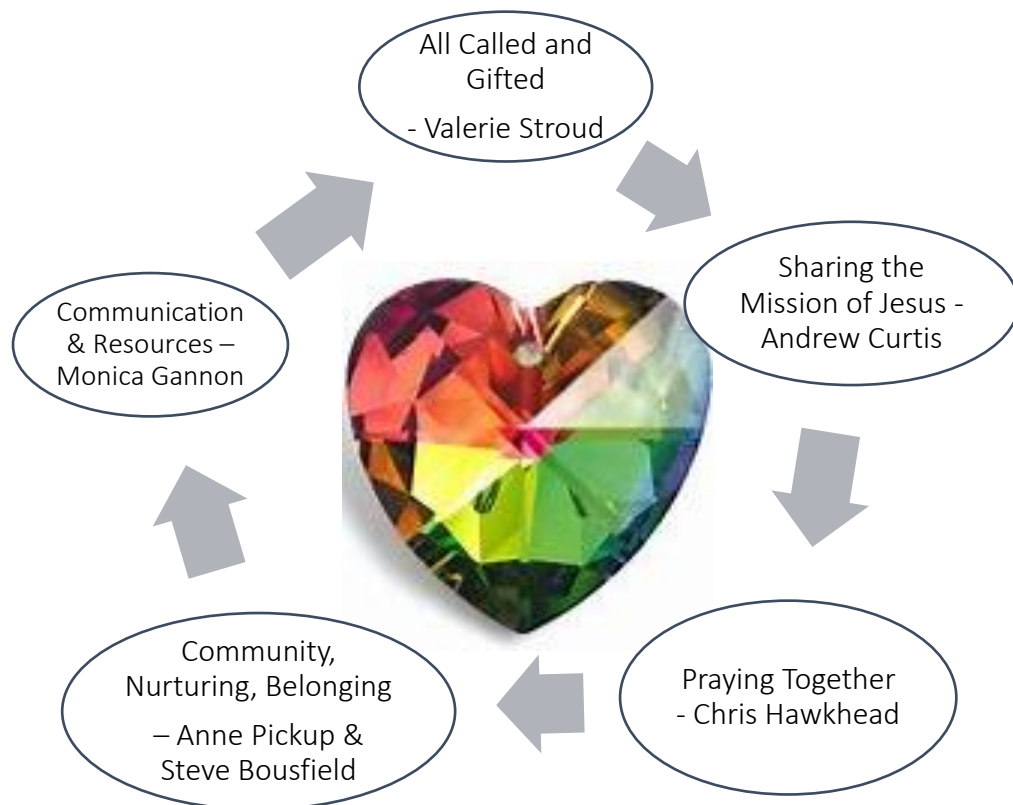 All Called and
Gifted
- Valerie Stroud
Sharing the
Mission of Jesus -
Andrew Curtis
Praying Together
- Chris Hawkhead
Community,
Nurturing, Belonging
– Anne Pickup &
Steve Bousfield
Communication
& Resources –
Monica Gannon